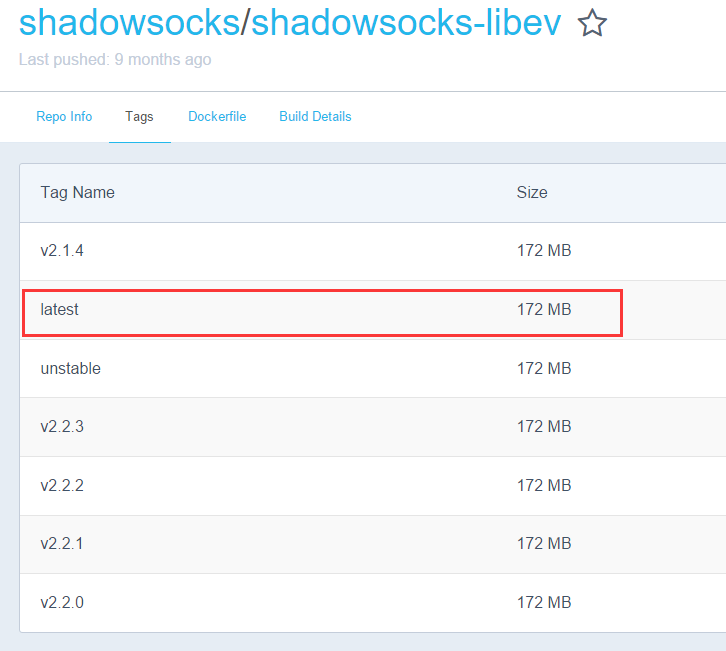 shadowsocks/shadowsocks-libev
Last pushed: 9 months ago
Repo Info Tags Dockerfile Build Details
Tag Name Size
v2.1.4 172 MB
latest 172 MB
unstable 172 MB
v2.2.3 172 MB
v2.2.2 172 MB
v2.2.1 172 MB
v2.2.0 172 MB